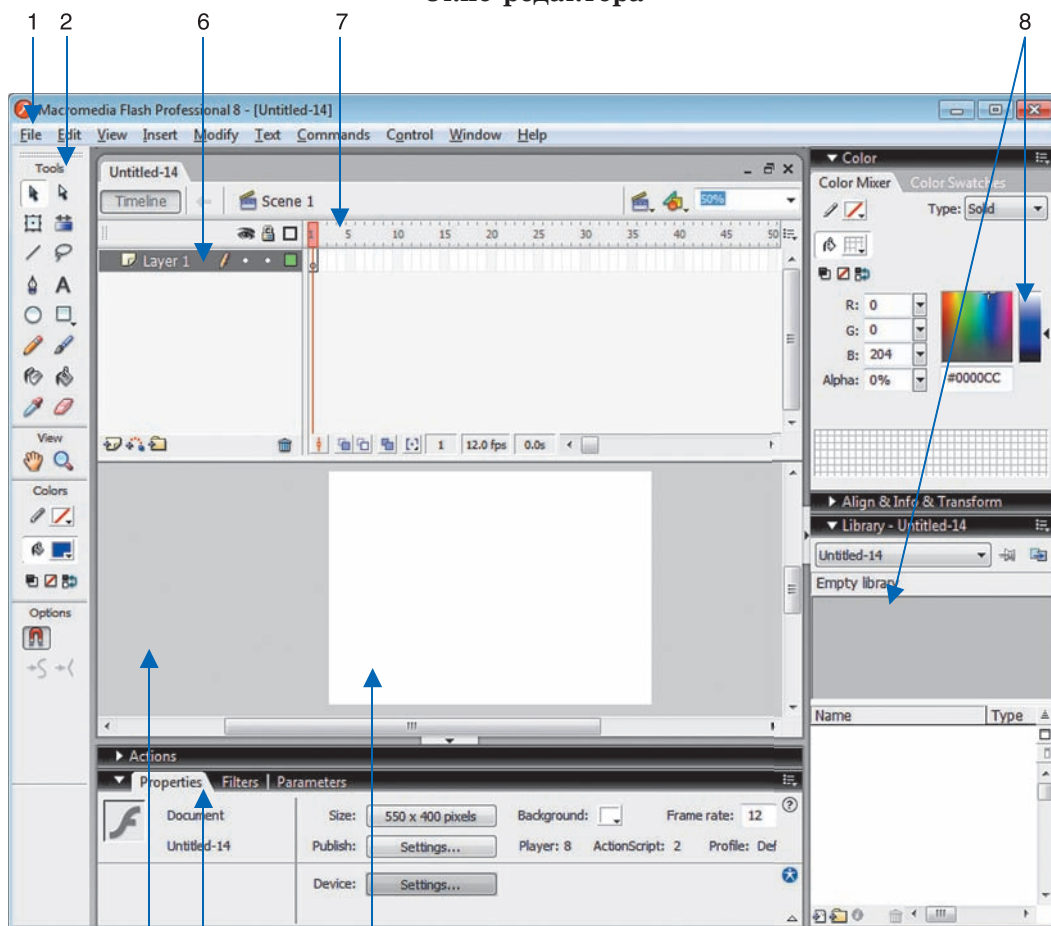 1 2 6 7 8
Macromedia Flash Professional 8 - [Untitled-14]
File Edit View Insert Modify Text Commands Control Window Help
Tools
View
Colors
Options
Untitled-14
Timeline
Scene 1
50%
1 5 10 15 20 25 30 35 40 45 50
Layer 1
1 12.0 fps 0.0s
Color
Color Mixer Color Swatches
Type: Solid
R: 0
G: 0
B: 204
Alpha: 0% #0000CC
Align & Info & Transform
Library - Untitled-14
Untitled-14
Empty library
Name Type
Actions
Properties Filters Parameters
Document Size: 550 x 400 pixels Background: Frame rate: 12
Untitled-14 Publish: Settings... Player: 8 ActionScript: 2 Profile: Def
Device: Settings...